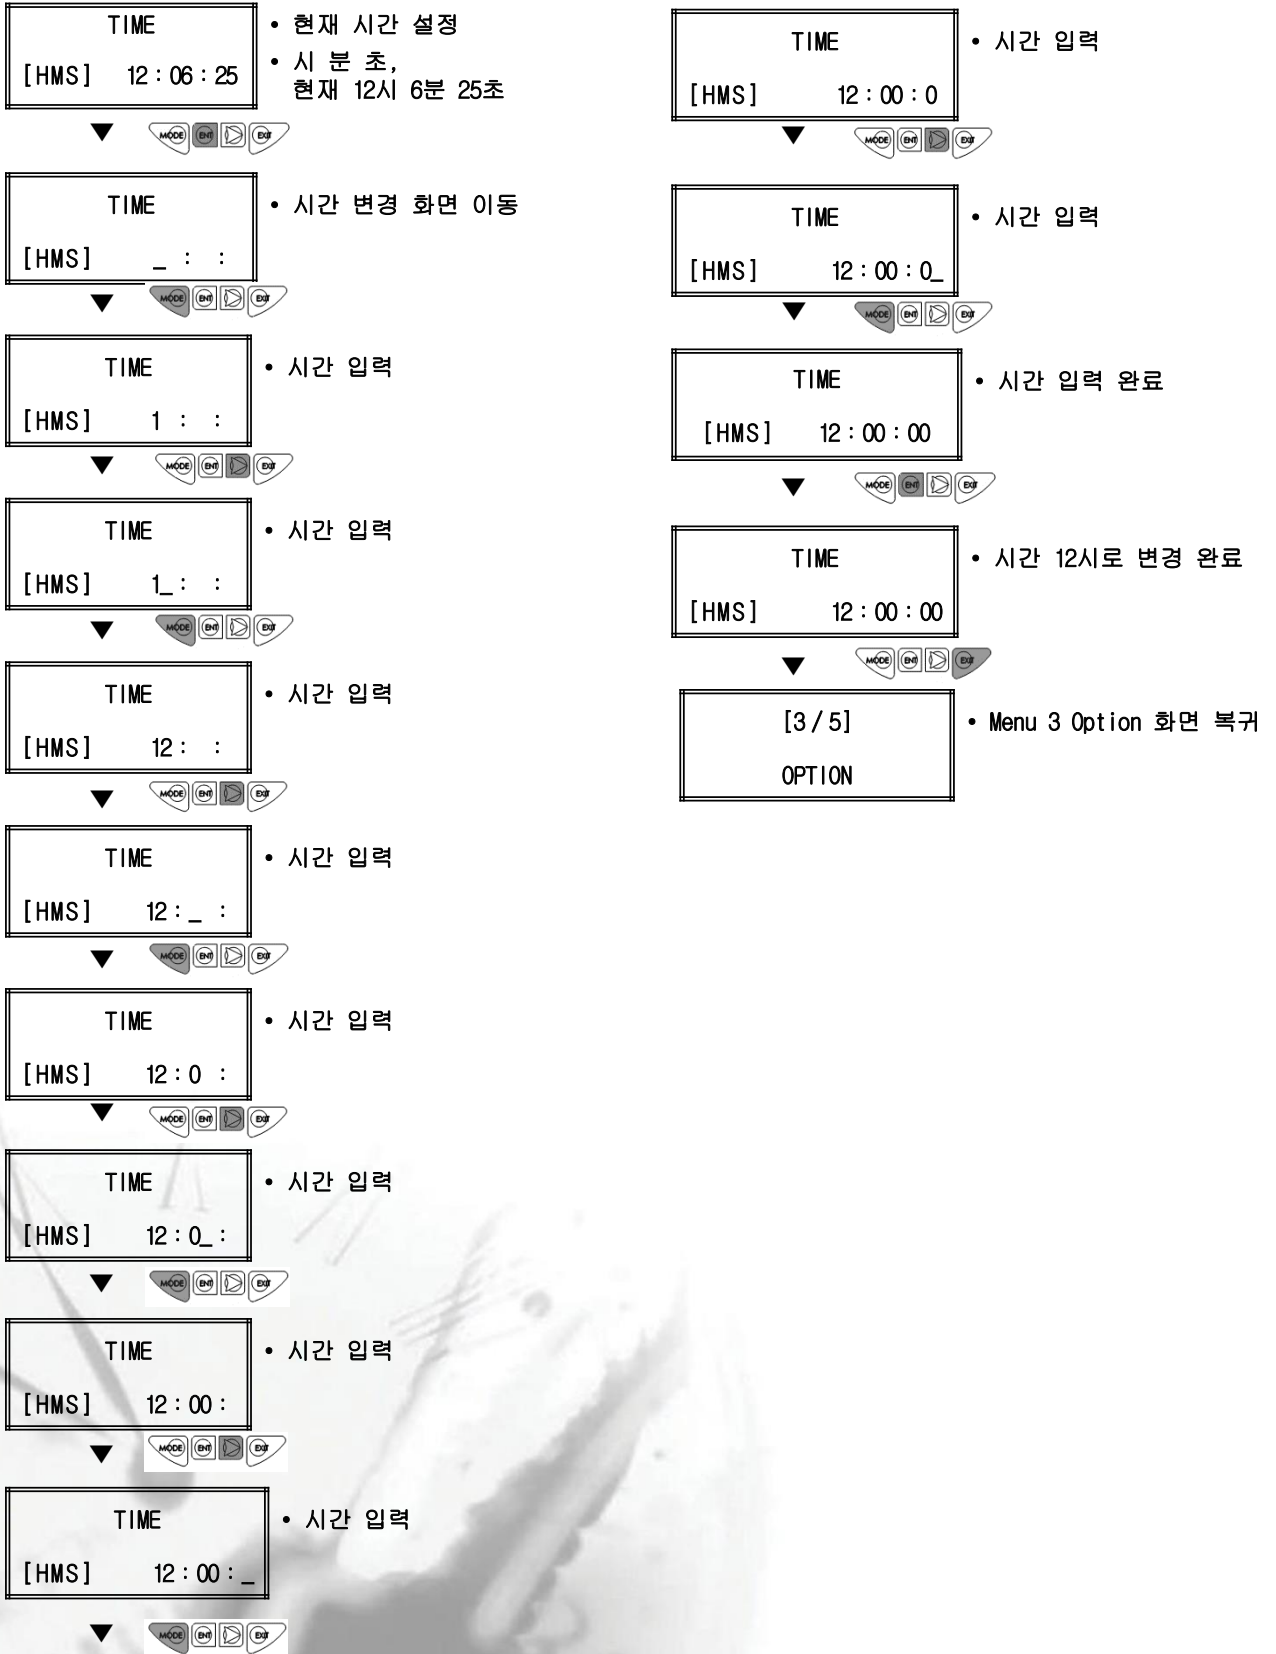 TIME
[HMS] 12:06:25
• 현재 시간 설정
• 시 분 초,
현재 12시 6분 25초
▼ MODE ENT EXIT
TIME
[HMS] _ : :
• 시간 변경 화면 이동
▼ MODE ENT EXIT
TIME
[HMS] 1 : :
• 시간 입력
▼ MODE ENT EXIT
TIME
[HMS] 1_: :
• 시간 입력
▼ MODE ENT EXIT
TIME
[HMS] 12: :
• 시간 입력
▼ MODE ENT EXIT
TIME
[HMS] 12:_ :
• 시간 입력
▼ MODE ENT EXIT
TIME
[HMS] 12:0 :
• 시간 입력
▼ MODE ENT EXIT
TIME
[HMS] 12:0_:
• 시간 입력
▼ MODE ENT EXIT
TIME
[HMS] 12:00:
• 시간 입력
▼ MODE ENT EXIT
TIME
[HMS] 12:00:_
• 시간 입력
▼ MODE ENT EXIT
TIME
[HMS] 12:00:0
• 시간 입력
▼ MODE ENT EXIT
TIME
[HMS] 12:00:0_
• 시간 입력
▼ MODE ENT EXIT
TIME
[HMS] 12:00:00
• 시간 입력 완료
▼ MODE ENT EXIT
TIME
[HMS] 12:00:00
• 시간 12시로 변경 완료
▼ MODE ENT EXIT
[3/5]
OPTION
• Menu 3 Option 화면 복귀